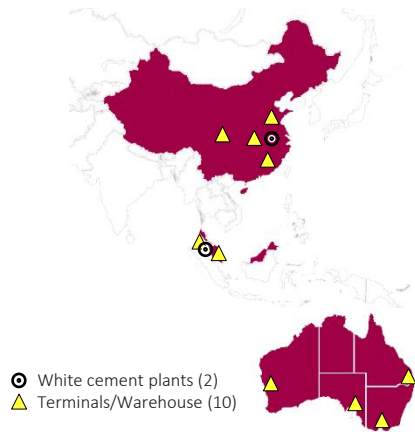 White cement plants (2)
Terminals/Warehouse (10)